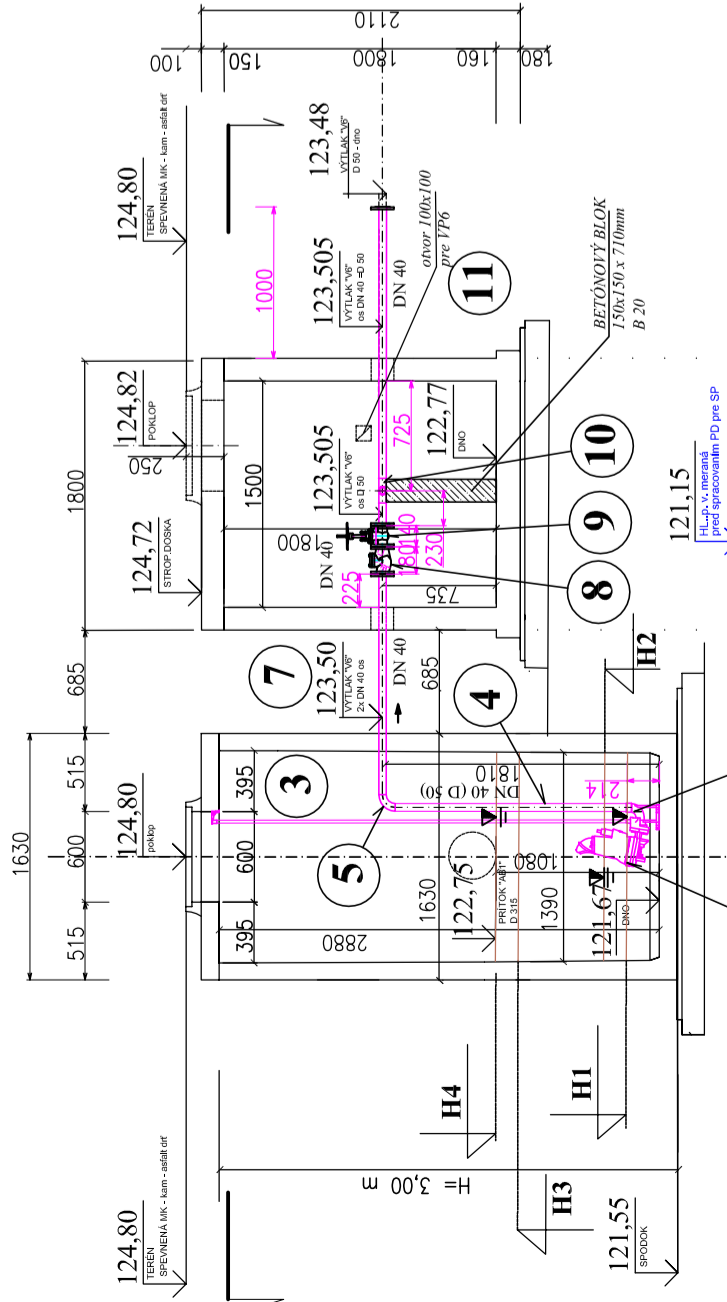 2110
100
150
1800
160
180
124,80
TERÉN
SPEVNENÁ MK - kam - asfalt drť
123,48
VÝTLAK "V6"
D 50 - dno
1000
123,505
VÝTLAK "V6"
os DN 40 =D 50
DN 40
otvor 100x100
pre VP6
11
BETÓNOVÝ BLOK
150x150 x 710mm
B 20
1800
124,82
POKLOP
250
124,72
STROP.DOSKA
1500
1800
123,505
VÝTLAK "V6"
os D 50
DN 40
725
122,77
DNO
140
180
230
225
735
10
9
8
121,15
HL.p. v. meraná
pred spracovaním PD pre SP
685
7
123,50
VÝTLAK "V6"
2x DN 40 os
DN 40
685
4
H2
1630
515
600
515
124,80
poklop
395
600
395
3
5
1810
DN 40 (D 50)
214
1630
122,75
PRÍTOK "AB1"
D 315
1080
1390
121,67
DNO
2880
H4
H1
H3
H= 3,00 m
124,80
TERÉN
SPEVNENÁ MK - kam - asfalt drť
121,55
SPODOK